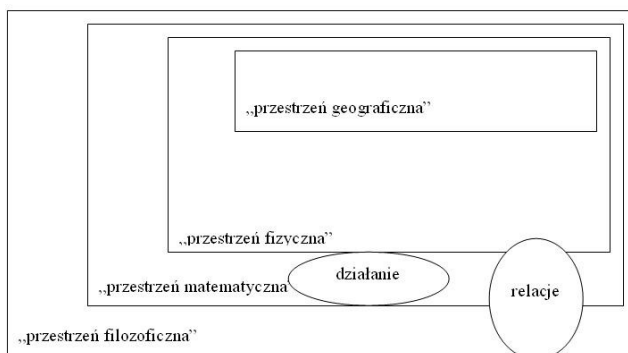 „przestrzeń geograficzna”
„przestrzeń fizyczna”
działanie
„przestrzeń matematyczna
relacje
„przestrzeń filozoficzna”